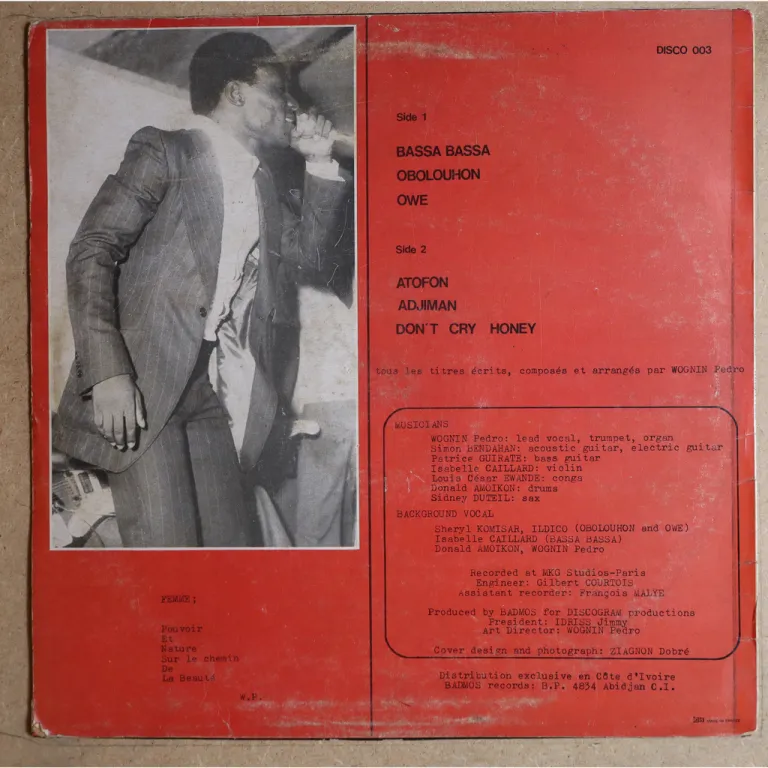 DISCO 003
Side 1
BASSA BASSA
OBOLOUHON
OWE
Side 2
ATOFON
ADJIMAN
DON'T CRY HONEY
tous les titres écrits, composés et arrangés par WOGNIN Pedro
MUSICIANS
WOGNIN Pedro: lead vocal, trumpet, organ
Simon BENDAHAN: acoustic guitar, electric guitar
Patrice GUIRATE: bass guitar
Isabelle CAILLARD: violin
Louis César EWANDE: conga
Donald AMOIKON: drums
Sidney DUTEIL: sax
BACKGROUND VOCAL
Sheryl KOMISAR, ILDICO (OBOLOUHON and OWE)
Isabelle CAILLARD (BASSA BASSA)
Donald AMOIKON, WOGNIN Pedro
Recorded at MKG Studios-Paris
Engineer: Gilbert COURTOIS
Assistant recorder: François MALYE
Produced by BADMOS for DISCOGRAM productions
President: IDRISS Jimmy
Art Director: WOGNIN Pedro
Cover design and photograph: ZIAGNON Dobré
Distribution exclusive en Côte d'Ivoire
BADMOS records: B.P. 4834 Abidjan C.I.
FEMME;
Pouvoir
Et
Nature
Sur le chemin
De
La Beauté
W.P.